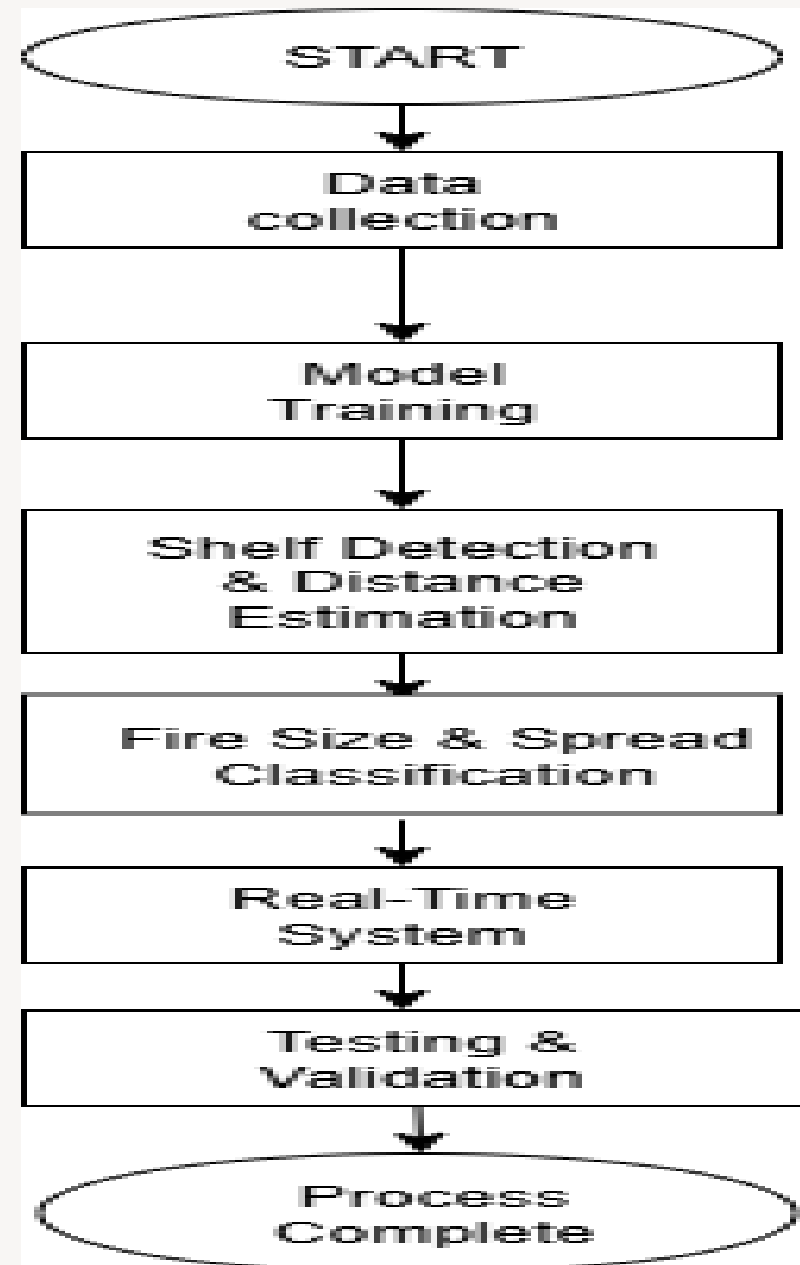 START
Data
collection
Model
Training
Shelf Detection
& Distance
Estimation
Fire Size & Spread
Classification
Real-Time
System
Testing &
Validation
Process
Complete